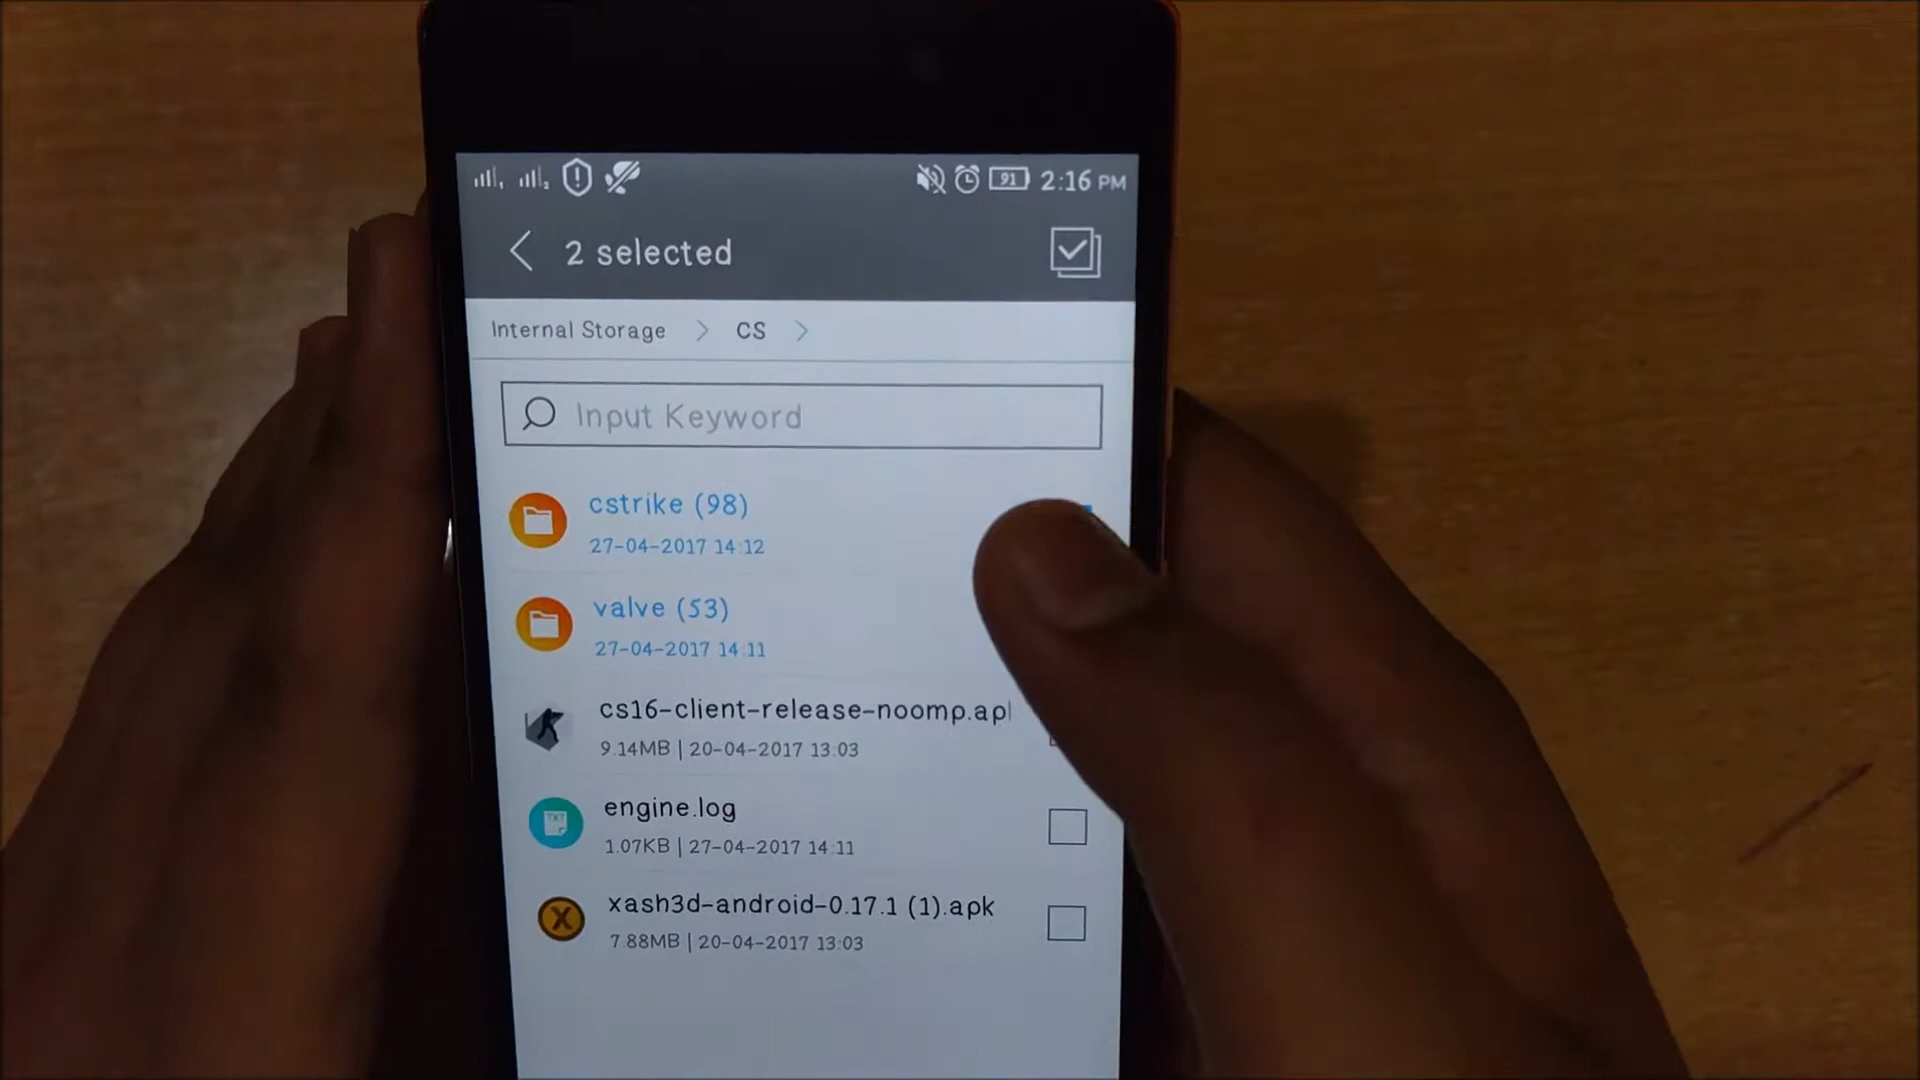 91 2:16 PM
2 selected
Internal Storage > CS >
Input Keyword
cstrike (98)
27-04-2017 14:12
valve (53)
27-04-2017 14:11
cs16-client-release-noomp.ap
9.14MB | 20-04-2017 13:03
engine.log
1.07KB | 27-04-2017 14:11
xash3d-android-0.17.1 (1).apk
7.88MB | 20-04-2017 13:03